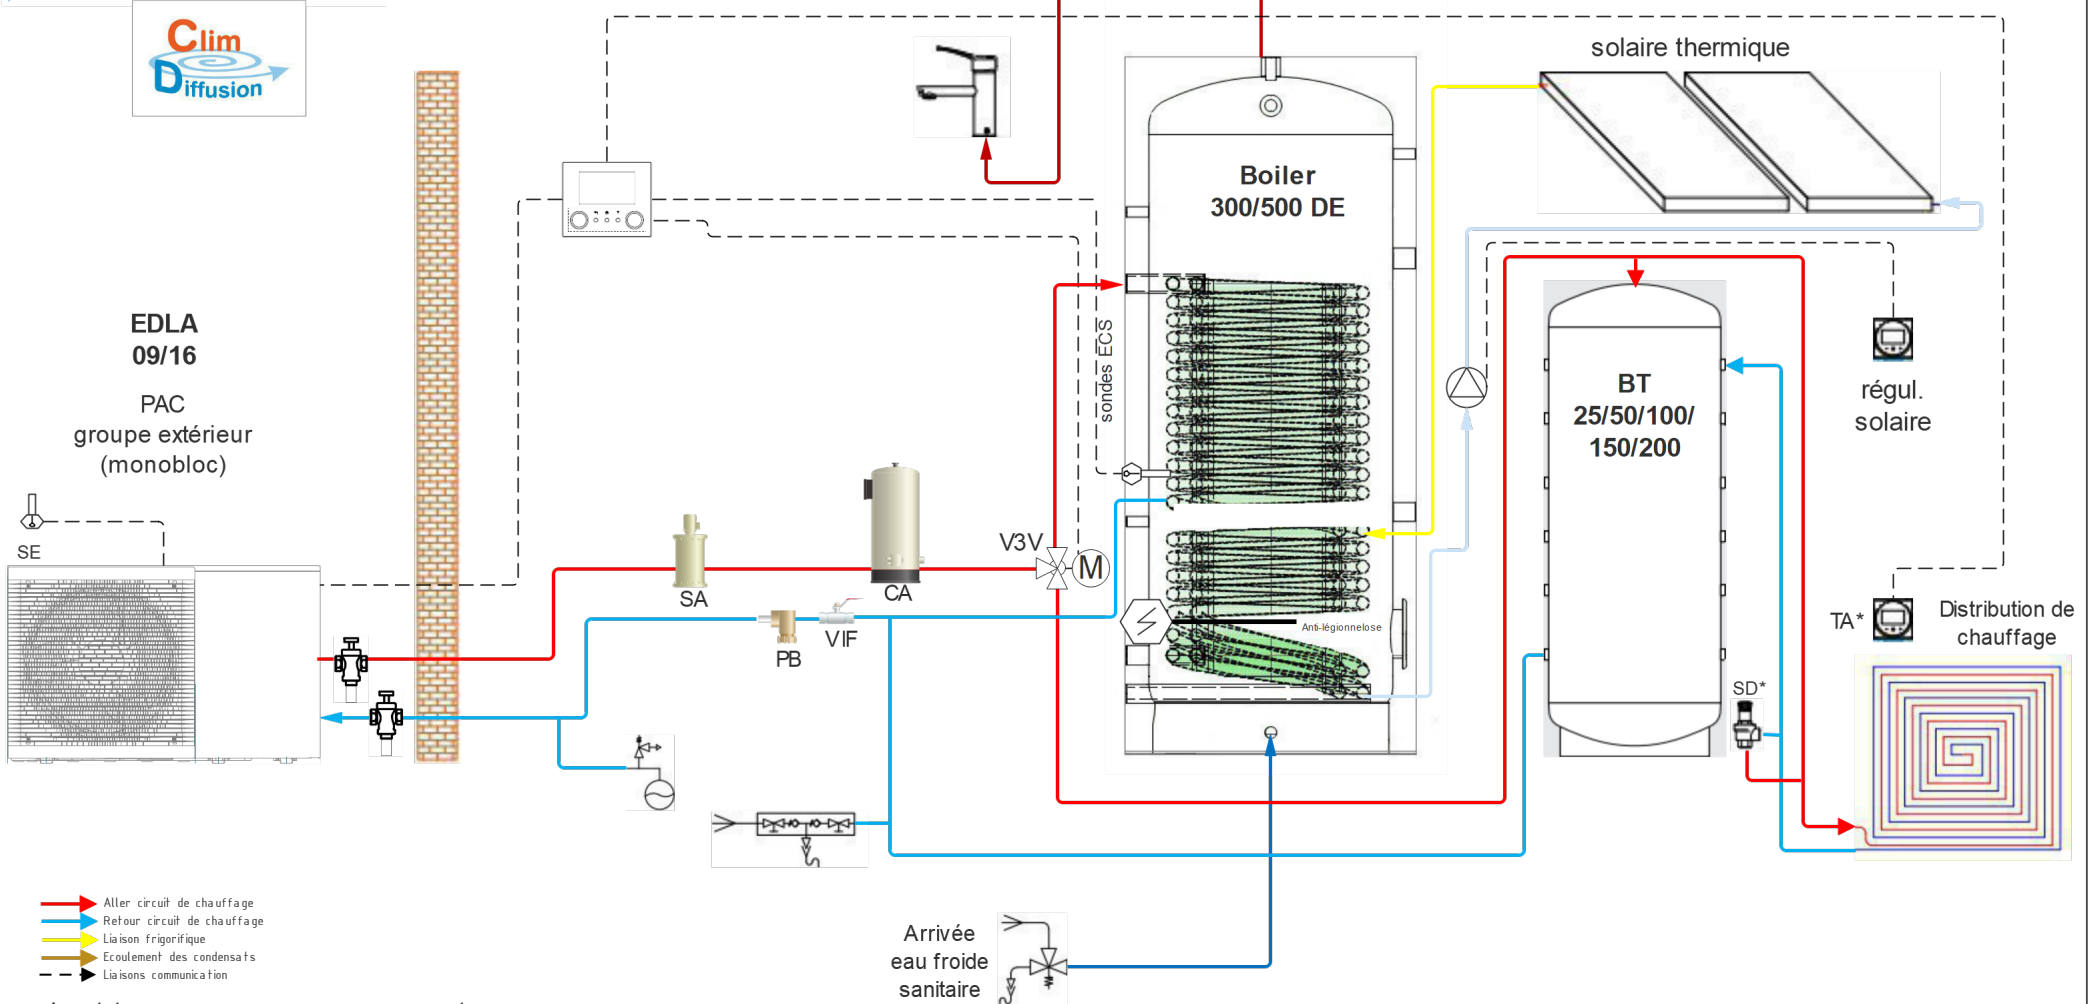 Clim
Diffusion
solaire thermique
Boiler
300/500 DE
EDLA
09/16
PAC
groupe extérieur
(monobloc)
SE
sondes ECS
BT
25/50/100/
150/200
régul.
solaire
SA
CA
V3V
M
PB
VIF
Anti-légionnelose
TA*
Distribution de
chauffage
SD*
Aller circuit de chauffage
Retour circuit de chauffage
Liaison frigorifique
Ecoulement des condensats
Liaisons communication
Arrivée
eau froide
sanitaire